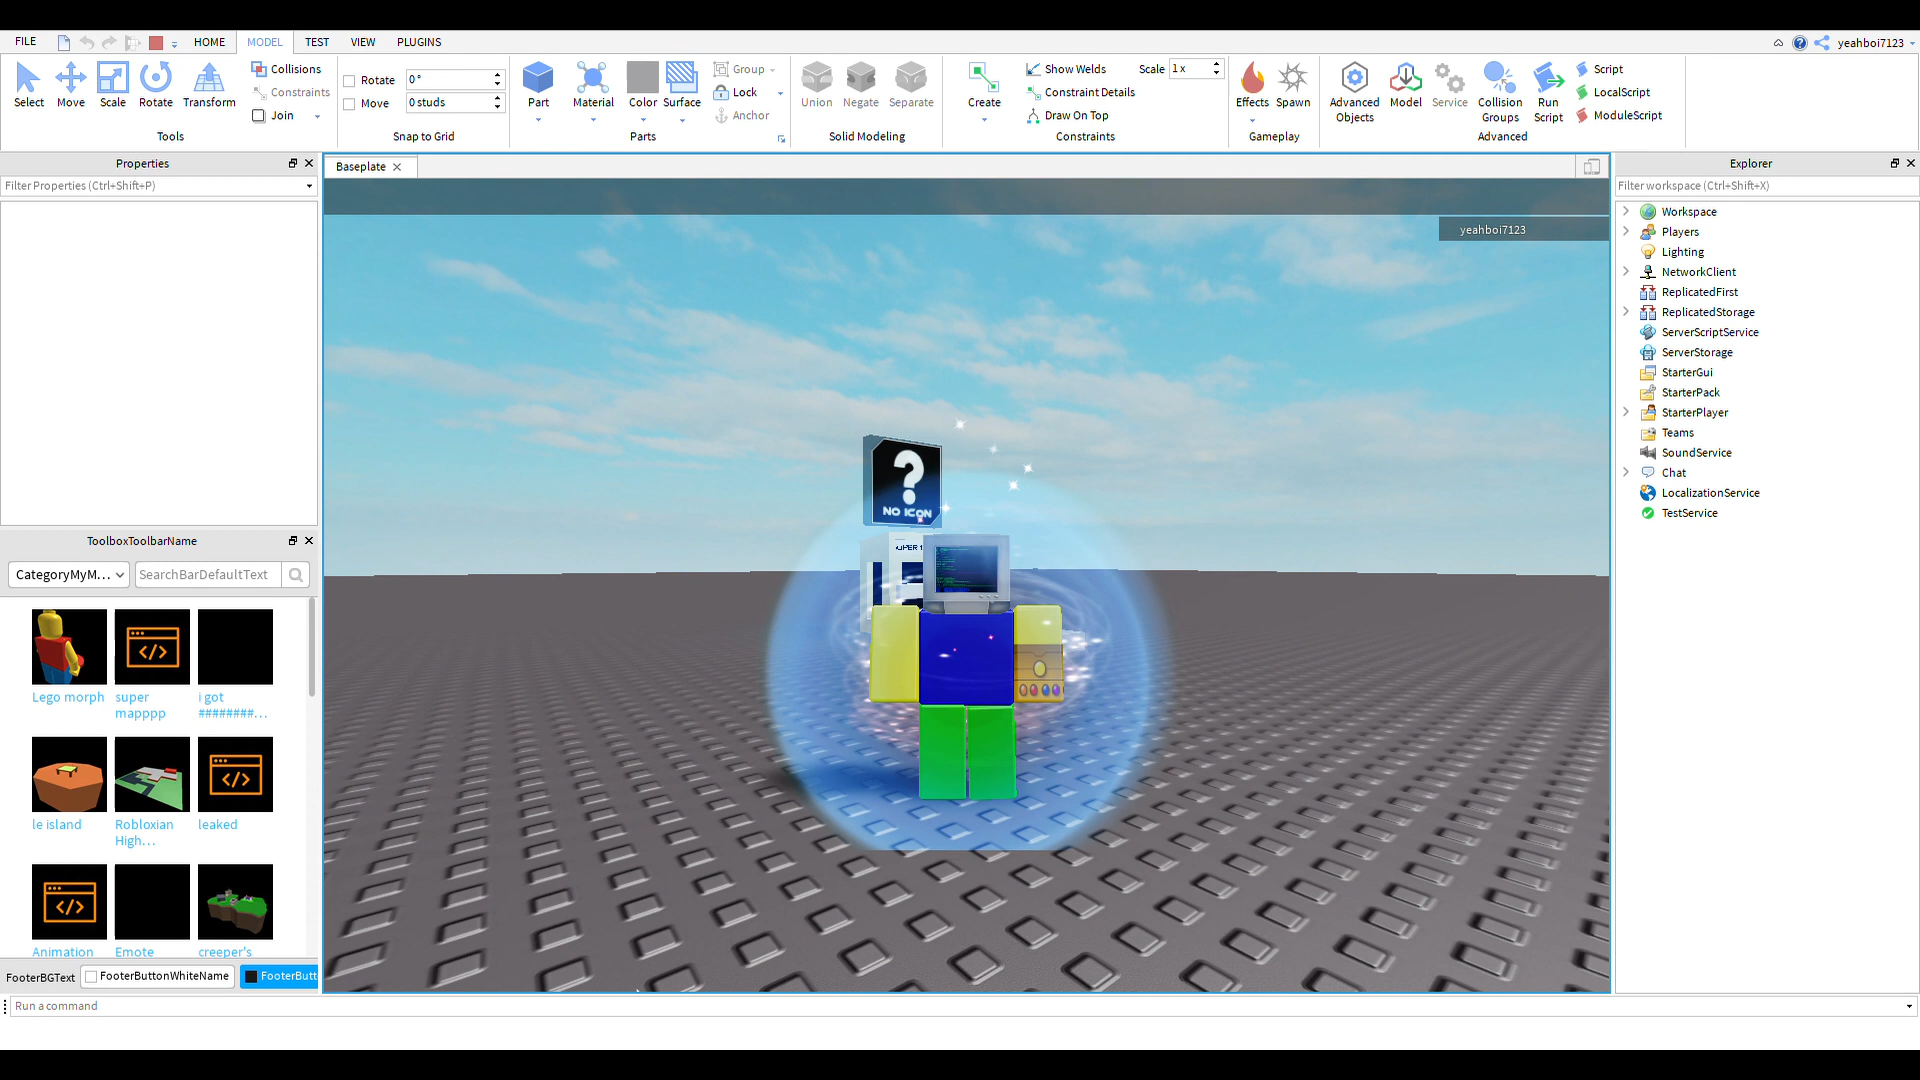 FILE
HOME
MODEL
TEST
VIEW
PLUGINS
yeahboi7123
Select
Move
Scale
Rotate
Transform
Collisions
Constraints
Join
Tools
Rotate
0 °
Move
0 studs
Snap to Grid
Part
Material
Color
Surface
Group
Lock
Anchor
Parts
Union
Negate
Separate
Solid Modeling
Create
Show Welds
Scale
1 x
Constraint Details
Draw On Top
Constraints
Effects
Spawn
Gameplay
Advanced
Objects
Model
Service
Collision
Groups
Run
Script
Script
LocalScript
ModuleScript
Advanced
Properties
Filter Properties (Ctrl+Shift+P)
ToolboxToolbarName
CategoryMyM...
SearchBarDefaultText
Lego morph
super
mapppp
i got
########...
le island
Robloxian
High...
leaked
Animation
Emote
creeper's
FooterBGText
FooterButtonWhiteName
FooterButt
Baseplate
yeahboi7123
?
NO ICON
Explorer
Filter workspace (Ctrl+Shift+X)
Workspace
Players
Lighting
NetworkClient
ReplicatedFirst
ReplicatedStorage
ServerScriptService
ServerStorage
StarterGui
StarterPack
StarterPlayer
Teams
SoundService
Chat
LocalizationService
TestService
Run a command